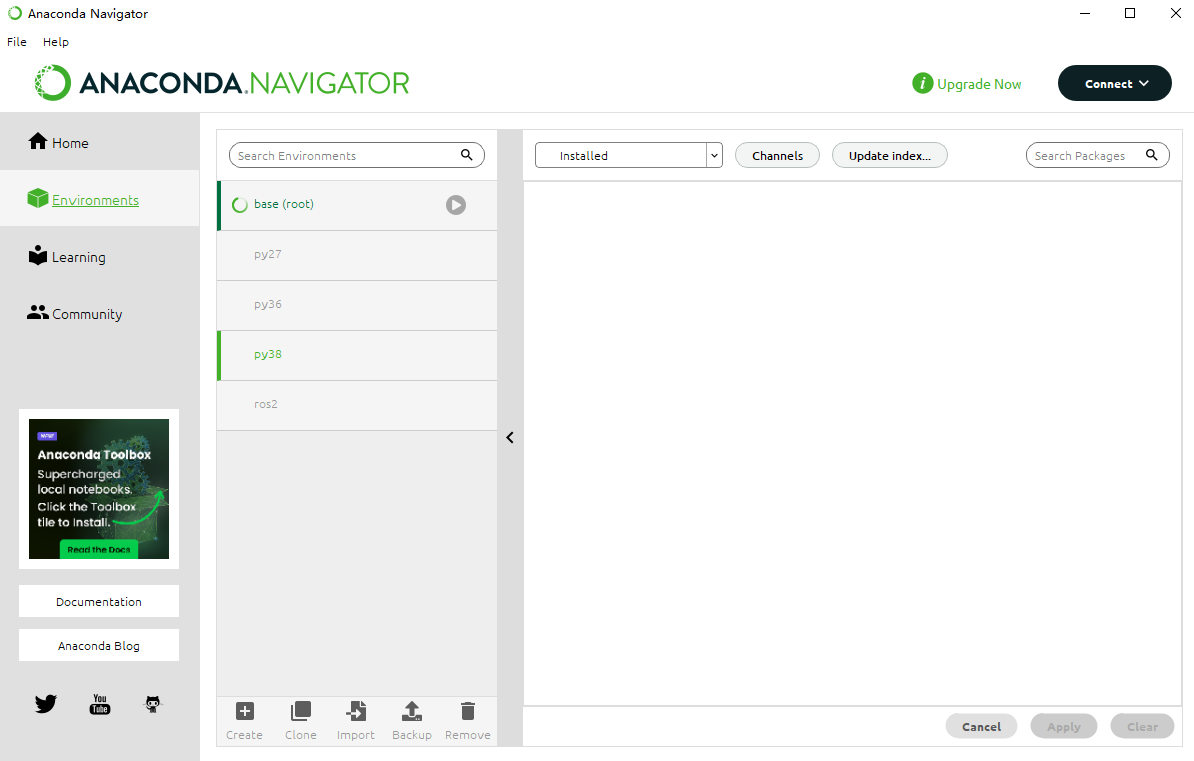 Anaconda Navigator
File Help
ANACONDA.NAVIGATOR
i Upgrade Now
Connect
Home
Environments
Learning
Community
NEW
Anaconda Toolbox
Supercharged
local notebooks.
Click the Toolbox
tile to install.
Read the Docs
Documentation
Anaconda Blog
You
Tube
Search Environments
base (root)
py27
py36
py38
ros2
Create Clone Import Backup Remove
Installed Channels Update index... Search Packages
Cancel Apply Clear